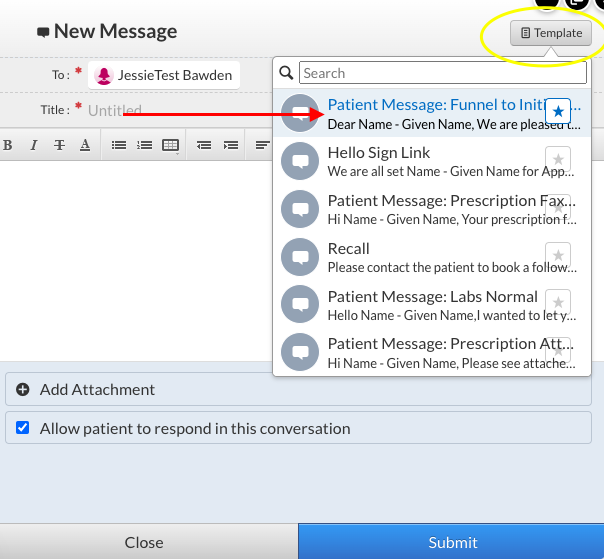 New Message
Template
To : * JessieTest Bawden
Title : * Untitled
B I T A
Search
Patient Message: Funnel to Initi...
Dear Name - Given Name, We are pleased t...
Hello Sign Link
We are all set Name - Given Name for App...
Patient Message: Prescription Fax...
Hi Name - Given Name, Your prescription f...
Recall
Please contact the patient to book a follow...
Patient Message: Labs Normal
Hello Name - Given Name,I wanted to let y...
Patient Message: Prescription Att...
Hi Name - Given Name, Please see attache...
Add Attachment
Allow patient to respond in this conversation
Close
Submit